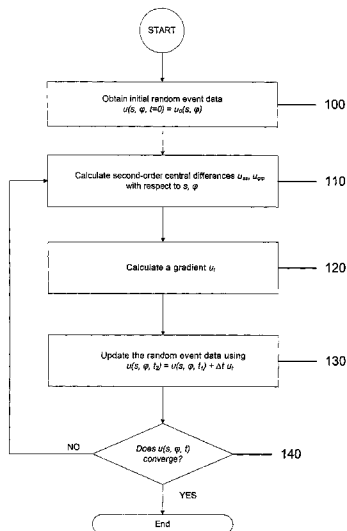 START
Obtain initial random event data
u(s, φ, t=0) = u₀(s, φ)
100
Calculate second-order central differences uₛₛ, u_φφ
with respect to s, φ
110
Calculate a gradient uₜ
120
Update the random event data using
u(s, φ, t₂) = u(s, φ, t₁) + Δt uₜ
130
Does u(s, φ, t)
converge?
140
NO
YES
End